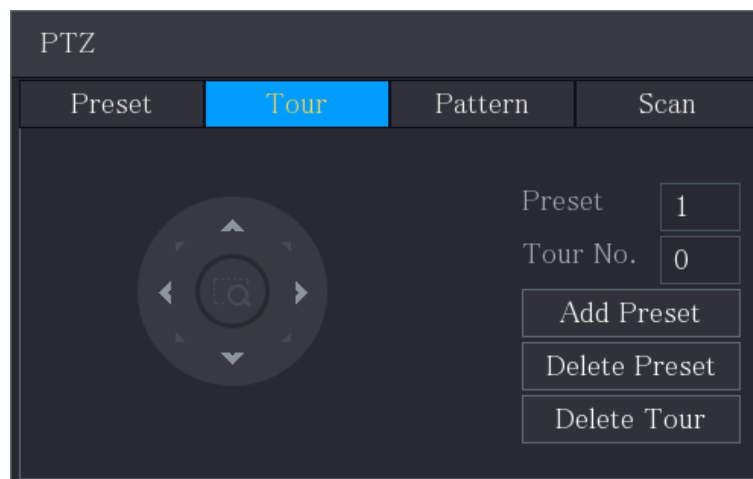 PTZ
Preset Tour Pattern Scan
Preset 1
Tour No. 0
Add Preset
Delete Preset
Delete Tour